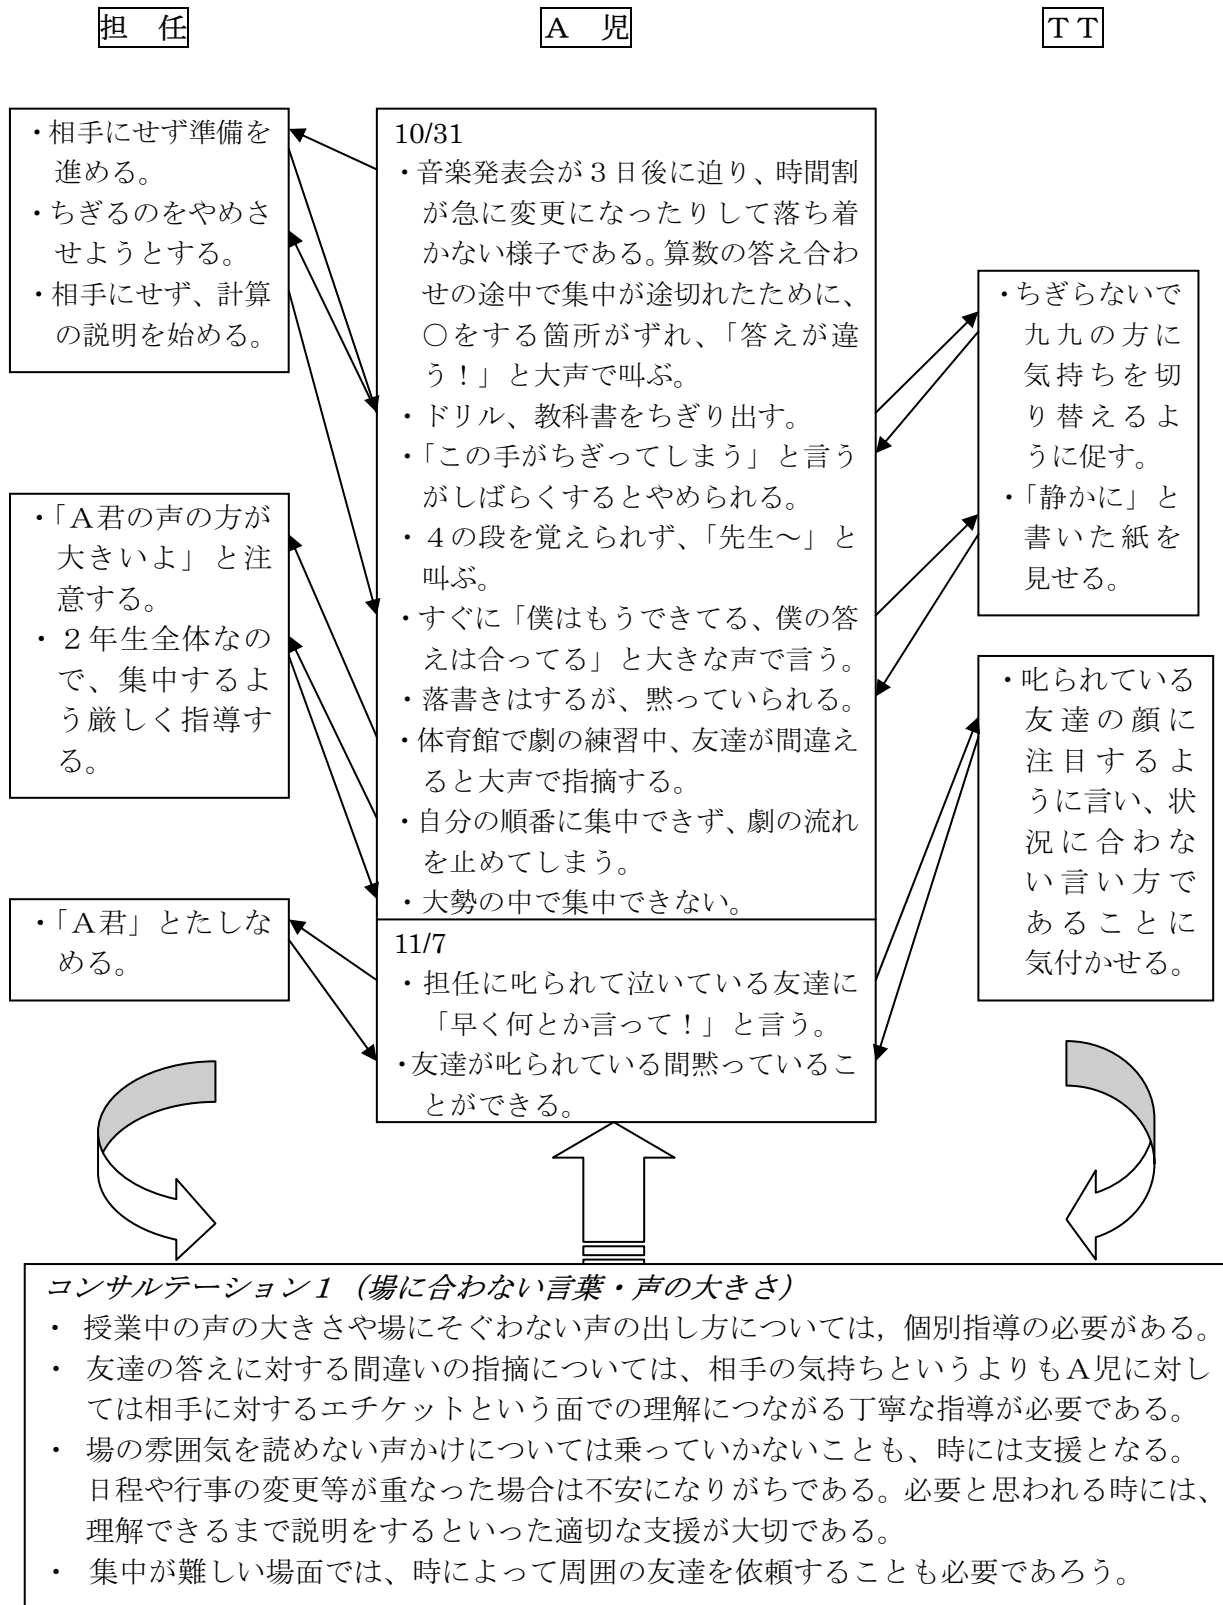 担　任
A　児
T T
・相手にせず準備を
進める。
・ちぎるのをやめさ
せようとする。
・相手にせず、計算
の説明を始める。
・「A君の声の方が
大きいよ」と注
意する。
・２年生全体なの
で、集中するよ
う厳しく指導す
る。
・「A君」とたしな
める。
10/31
・音楽発表会が３日後に迫り、時間割
が急に変更になったりして落ち着
かない様子である。算数の答え合わ
せの途中で集中が途切れたために、
○をする箇所がずれ、「答えが違
う！」と大声で叫ぶ。
・ドリル、教科書をちぎり出す。
・「この手がちぎってしまう」と言う
がしばらくするとやめられる。
・４の段を覚えられず、「先生～」と
叫ぶ。
・すぐに「僕はもうできてる、僕の答
えは合ってる」と大きな声で言う。
・落書きはするが、黙っていられる。
・体育館で劇の練習中、友達が間違え
ると大声で指摘する。
・自分の順番に集中できず、劇の流れ
を止めてしまう。
・大勢の中で集中できない。
11/7
・担任に叱られて泣いている友達に
「早く何とか言って！」と言う。
・友達が叱られている間黙っているこ
とができる。
・ちぎらないで
九九の方に
気持ちを切
り替えるよ
うに促す。
・「静かに」と
書いた紙を
見せる。
・叱られている
友達の顔に
注目するよ
うに言い、状
況に合わな
い言い方で
あることに
気付かせる。
コンサルテーション１（場に合わない言葉・声の大きさ）
・ 授業中の声の大きさや場にそぐわない声の出し方については，個別指導の必要がある。
・ 友達の答えに対する間違いの指摘については、相手の気持ちというよりもA児に対し
ては相手に対するエチケットという面での理解につながる丁寧な指導が必要である。
・ 場の雰囲気を読めない声かけについては乗っていかないことも、時には支援となる。
日程や行事の変更等が重なった場合は不安になりがちである。必要と思われる時には、
理解できるまで説明をするといった適切な支援が大切である。
・ 集中が難しい場面では、時によって周囲の友達を依頼することも必要であろう。